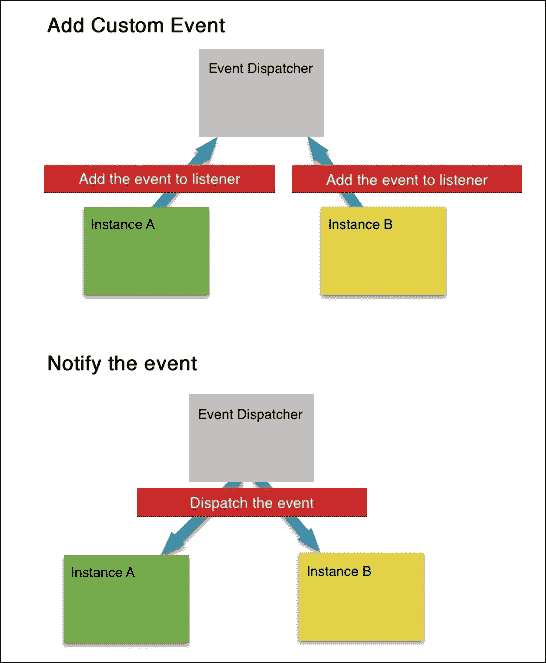 Add Custom Event
Event Dispatcher
Add the event to listener
Add the event to listener
Instance A
Instance B
Notify the event
Event Dispatcher
Dispatch the event
Instance A
Instance B